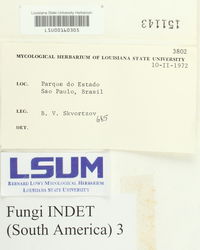 Louisiana State University
LSU00140303
151143
3802
MYCOLOGICAL HERBARIUM OF LOUISIANA STATE UNIVERSITY
10-II-1972
LOC. Parque do Estado
Sao Paulo, Brasil
LEG. B. V. Skvortzov
685
DET.
LSUM
BERNARD LOWY MYCOLOGICAL HERBARIUM
LOUISIANA STATE UNIVERSITY
Fungi INDET
(South America) 3